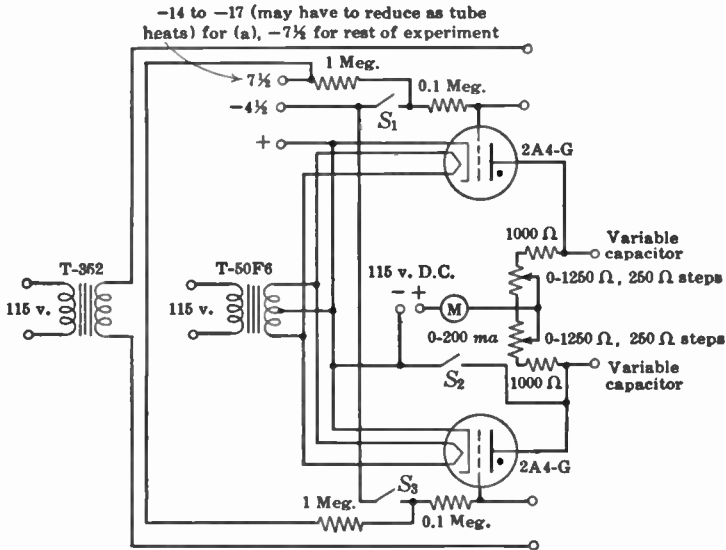 −14 to −17 (may have to reduce as tube
heats) for (a), −7½ for rest of experiment
1 Meg.
7½
0.1 Meg.
−4½
S1
+
2A4-G
1000 Ω
Variable
capacitor
T-352
T-50F6
115 v. D.C.
0-1250 Ω, 250 Ω steps
− +
M
115 v.
115 v.
0-200 ma
0-1250 Ω, 250 Ω steps
S2
1000 Ω
Variable
capacitor
2A4-G
S3
1 Meg.
0.1 Meg.